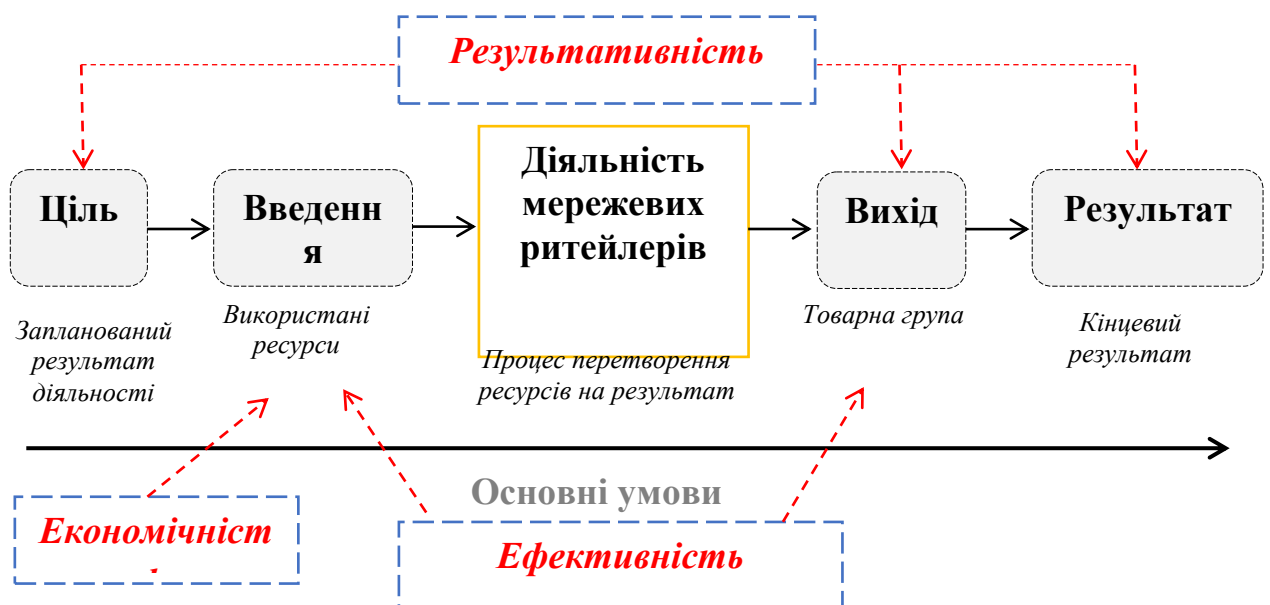 Результативність
Ціль
Введенн
я
Діяльність
мережевих
ритейлерів
Вихід
Результат
Запланований
результат
діяльності
Використані
ресурси
Процес перетворення
ресурсів на результат
Товарна група
Кінцевий
результат
Основні умови
Економічніст
Ефективність